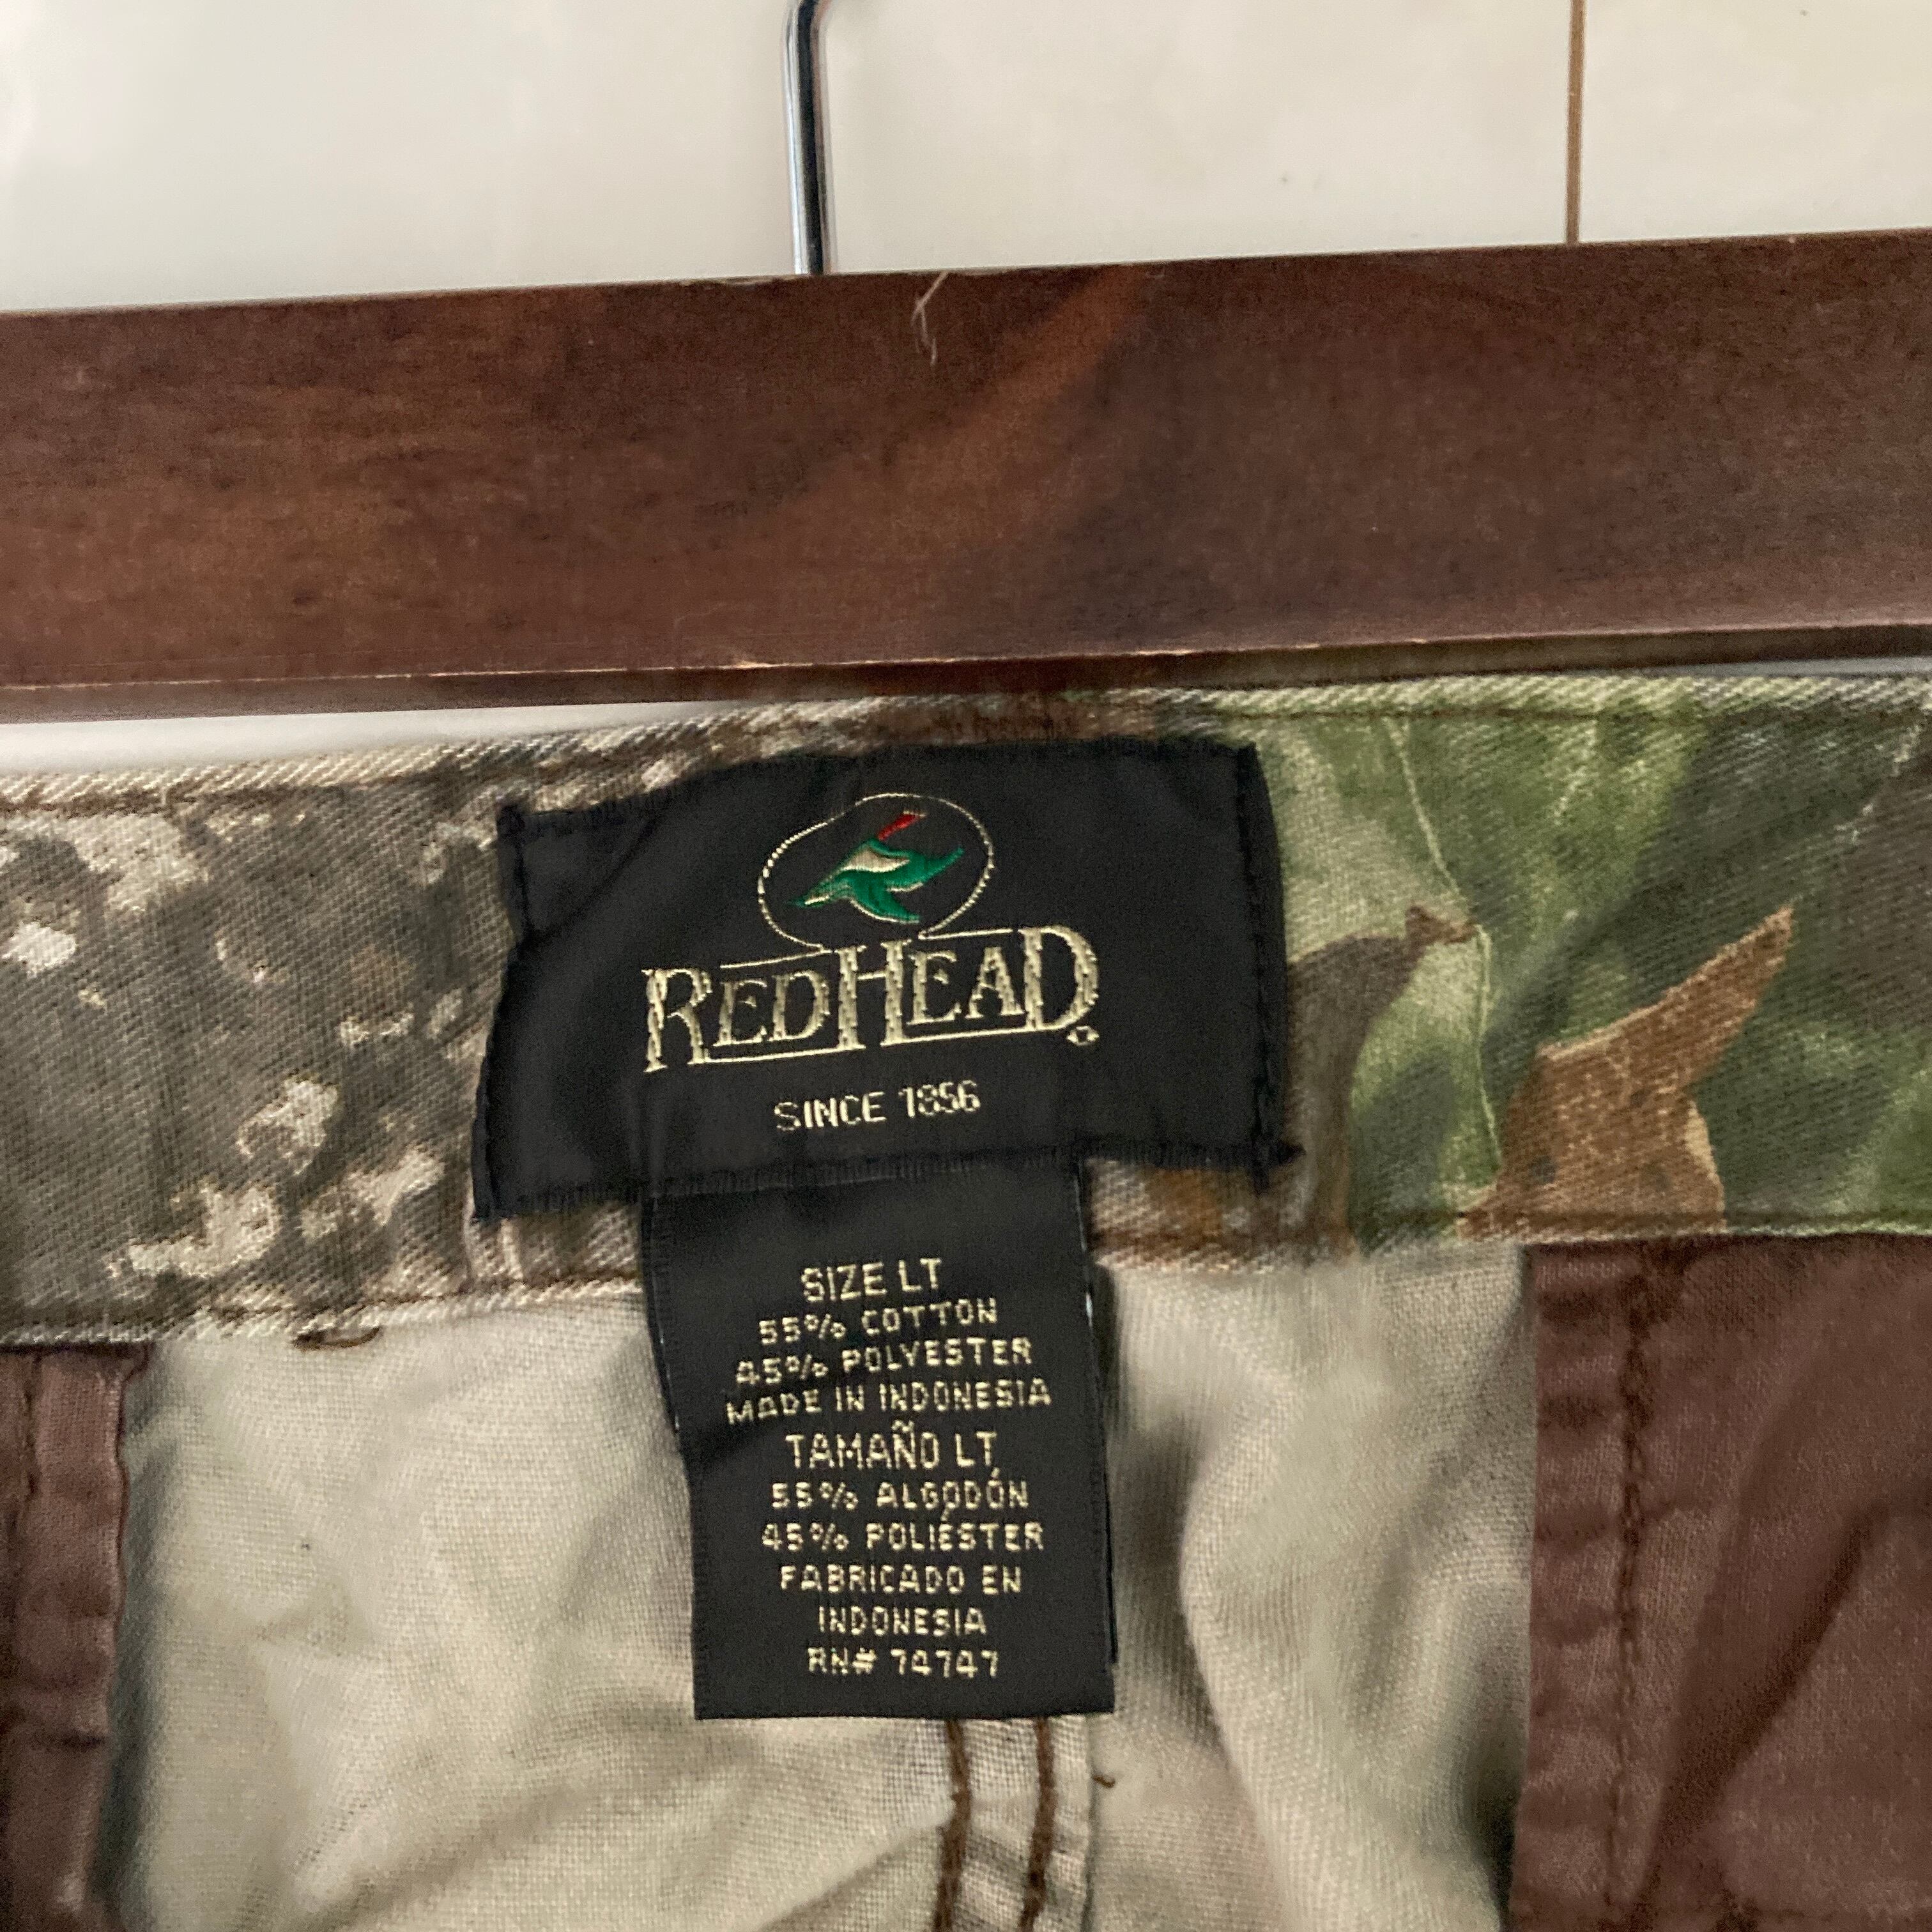 REDHEAD®
SINCE 1856
SIZE LT
55% COTTON
45% POLYESTER
MADE IN INDONESIA
TAMAÑO LT
55% ALGODÓN
45% POLIÉSTER
FABRICADO EN
INDONESIA
RN# 74747